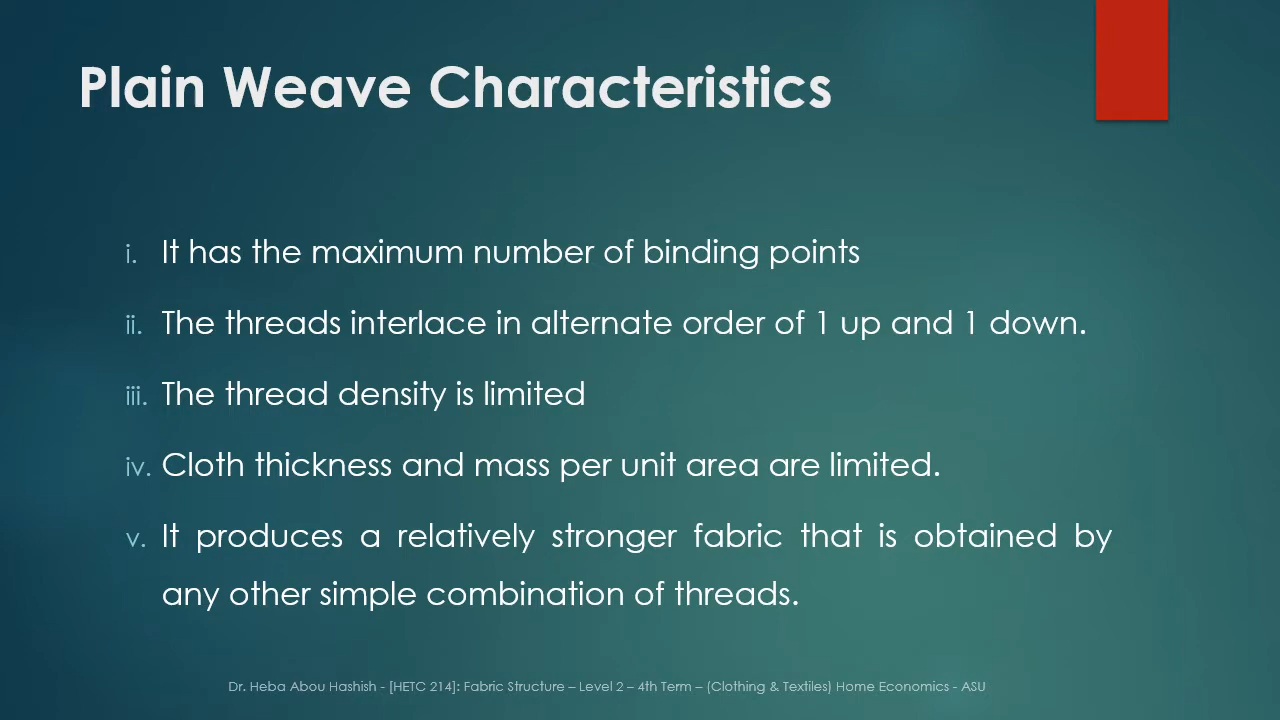 Plain Weave Characteristics
i. It has the maximum number of binding points
ii. The threads interlace in alternate order of 1 up and 1 down.
iii. The thread density is limited
iv. Cloth thickness and mass per unit area are limited.
v. It produces a relatively stronger fabric that is obtained by
any other simple combination of threads.
Dr. Heba Abou Hashish - [HETC 214]: Fabric Structure – Level 2 – 4th Term – (Clothing & Textiles) Home Economics - ASU